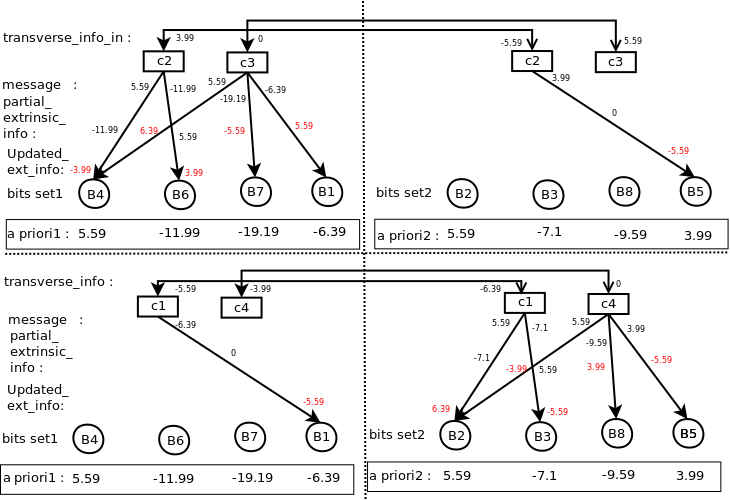 transverse_info_in :
3.99
0
-5.59
5.59
c2
c3
c2
c3
message :
partial_
extrinsic_
info :
5.59
-11.99
5.59
-19.19
-6.39
3.99
-11.99
6.39
5.59
-5.59
5.59
0
Updated_
ext_info:
-3.99
3.99
-5.59
bits set1
B4
B6
B7
B1
bits set2
B2
B3
B8
B5
a priori1 : 5.59 -11.99 -19.19 -6.39
a priori2 : 5.59 -7.1 -9.59 3.99
transverse_info :
-5.59
-3.99
-6.39
0
c1
c4
c1
c4
message :
partial_
extrinsic_
info :
-6.39
5.59
-7.1
5.59
-9.59
3.99
0
-7.1
-3.99
5.59
3.99
-5.59
Updated_
ext_info:
-5.59
6.39
-5.59
bits set1
B4
B6
B7
B1
bits set2
B2
B3
B8
B5
a priori1 : 5.59 -11.99 -19.19 -6.39
a priori2 : 5.59 -7.1 -9.59 3.99